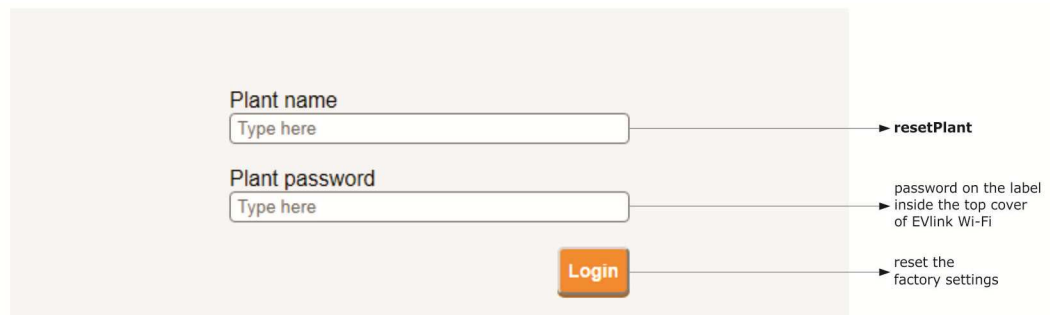 Plant name
Type here
resetPlant
Plant password
Type here
password on the label
inside the top cover
of EVlink Wi-Fi
Login
reset the
factory settings